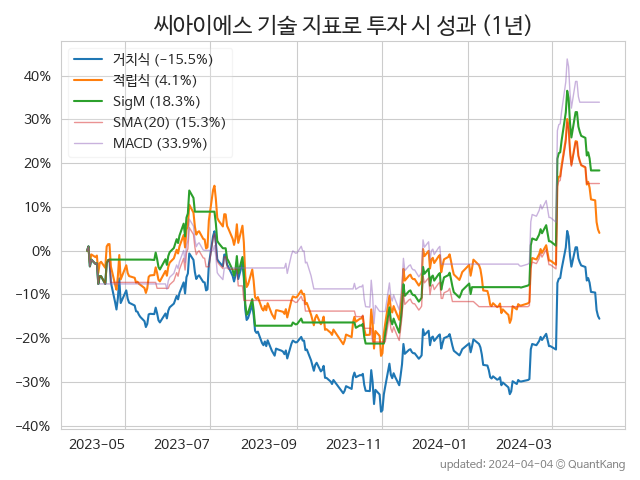 씨아이에스 기술 지표로 투자 시 성과 (1년)
거치식 (-15.5%)
적립식 (4.1%)
SigM (18.3%)
SMA(20) (15.3%)
MACD (33.9%)
40%
30%
20%
10%
0%
-10%
-20%
-30%
-40%
2023-05 2023-07 2023-09 2023-11 2024-01 2024-03
updated: 2024-04-04 © QuantKang